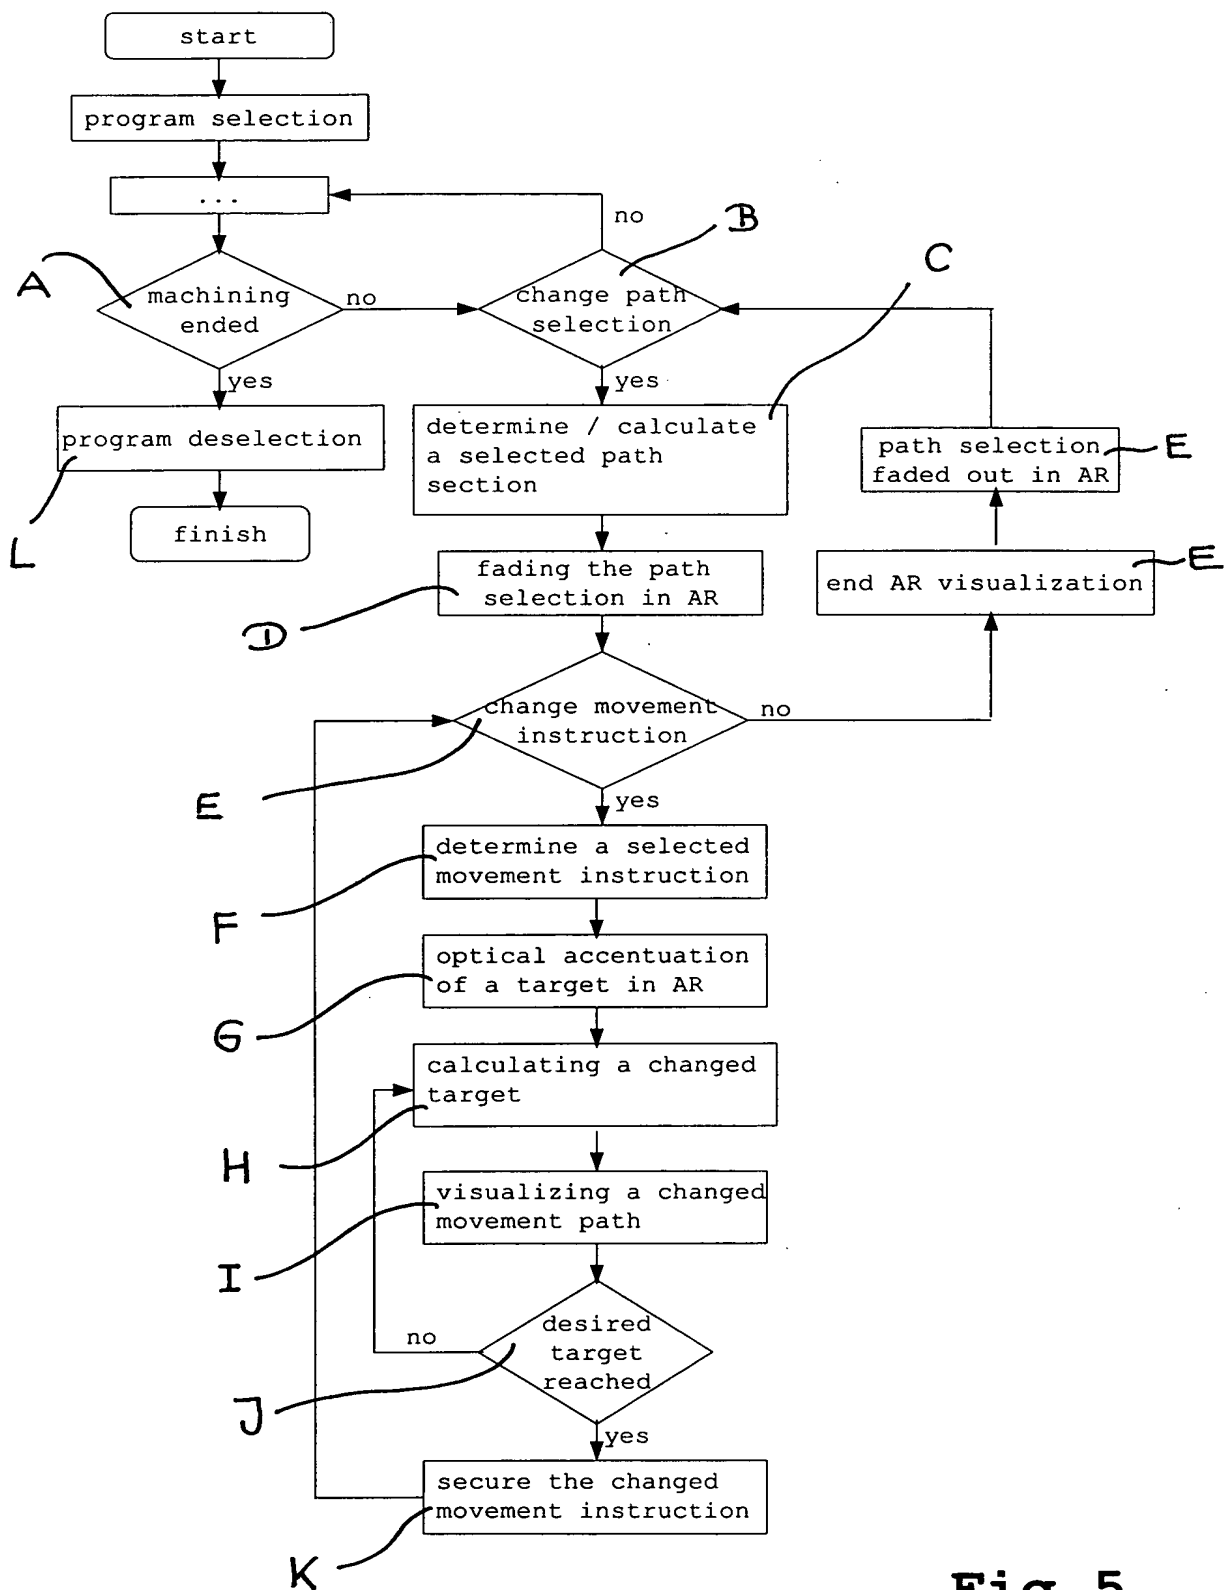 start
program selection
...
no
B
C
A
machining
ended
no
change path
selection
yes
yes
program deselection
determine / calculate
a selected path
section
path selection
faded out in AR
E
L
finish
fading the path
selection in AR
end AR visualization
E
D
change movement
instruction
no
E
yes
determine a selected
movement instruction
F
optical accentuation
of a target in AR
G
calculating a changed
target
H
visualizing a changed
movement path
I
desired
target
reached
no
J
yes
secure the changed
movement instruction
K
Fig. 5